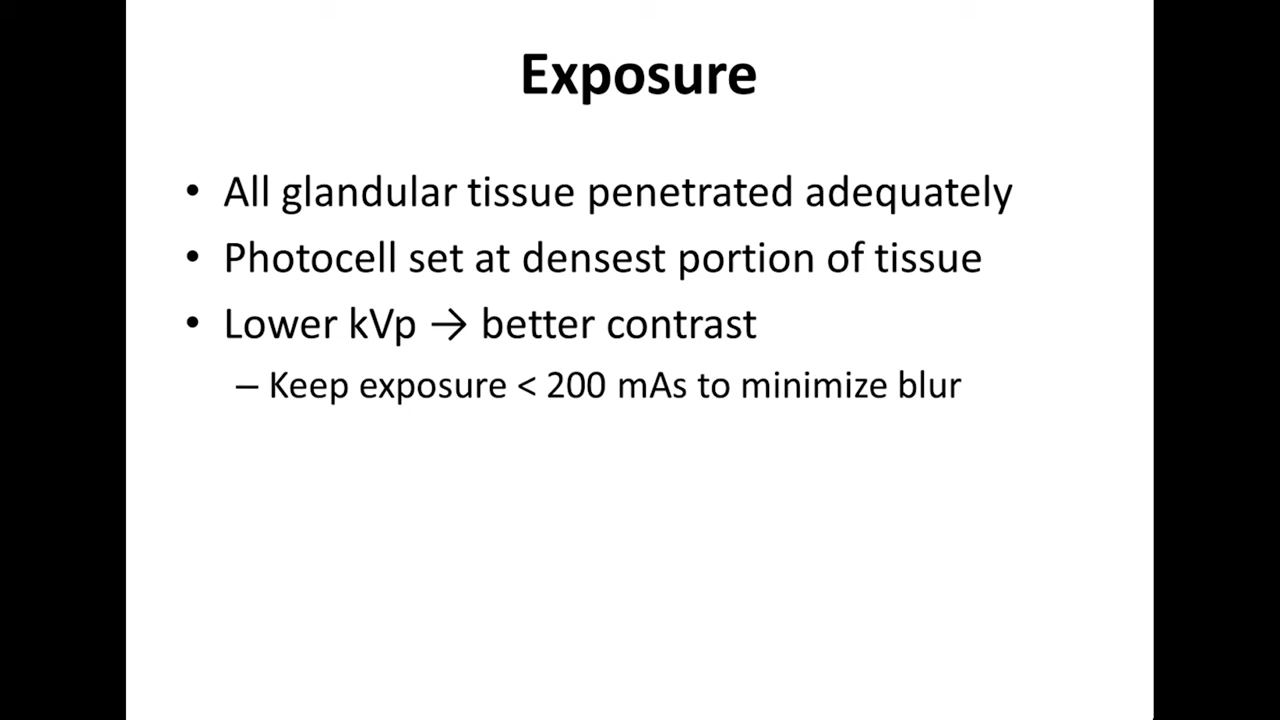 Exposure
• All glandular tissue penetrated adequately
• Photocell set at densest portion of tissue
• Lower kVp → better contrast
– Keep exposure < 200 mAs to minimize blur